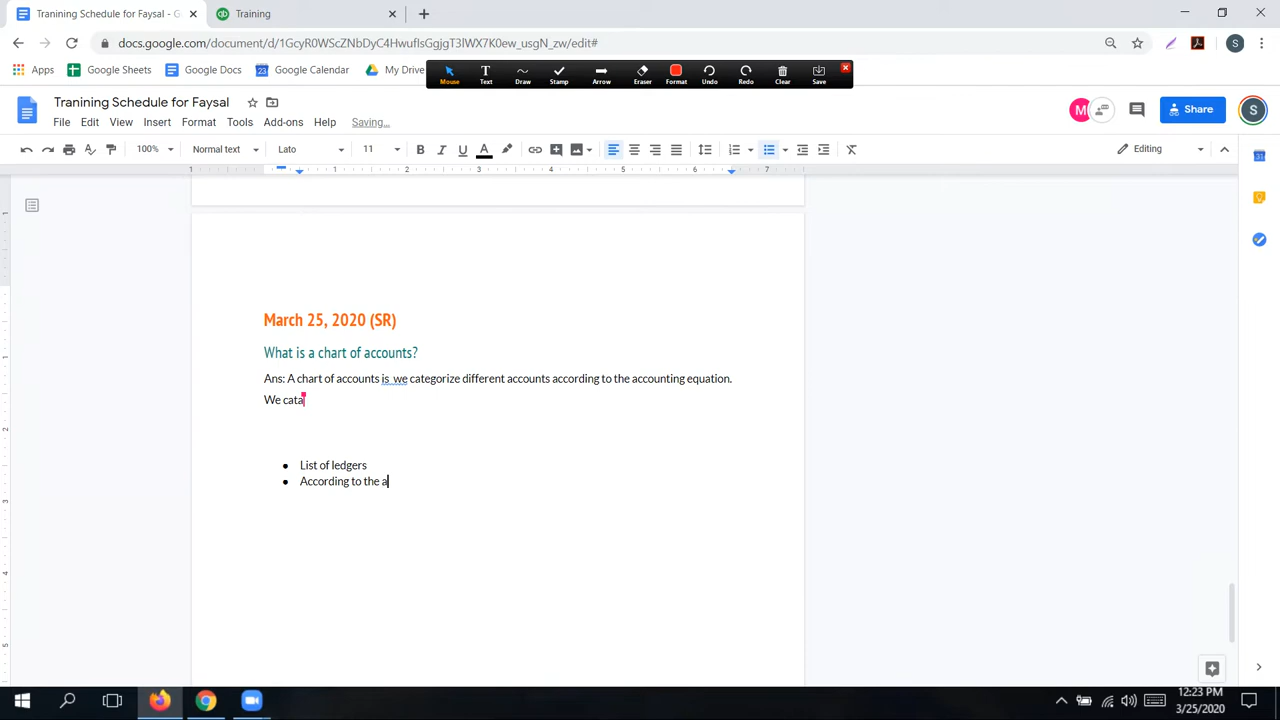 Tranining Schedule for Faysal - G
Training
docs.google.com/document/d/1GcyR0WScZNbDyC4HwufIsGgjgT3lWX7K0ew_usgN_zw/edit#
Apps
Google Sheets
Google Docs
Google Calendar
My Drive
Mouse
Text
Draw
Stamp
Arrow
Eraser
Format
Undo
Redo
Clear
Save
Tranining Schedule for Faysal
File Edit View Insert Format Tools Add-ons Help Saving...
M
Share
S
100%
Normal text
Lato
11
Editing
March 25, 2020 (SR)
What is a chart of accounts?
Ans: A chart of accounts is we categorize different accounts according to the accounting equation.
We cata
List of ledgers
According to the a
12:23 PM
3/25/2020